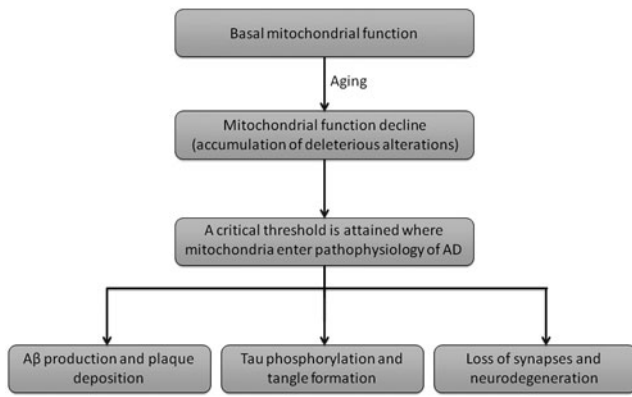 Basal mitochondrial function
Aging
Mitochondrial function decline
(accumulation of deleterious alterations)
A critical threshold is attained where
mitochondria enter pathophysiology of AD
Aβ production and plaque
deposition
Tau phosphorylation and
tangle formation
Loss of synapses and
neurodegeneration